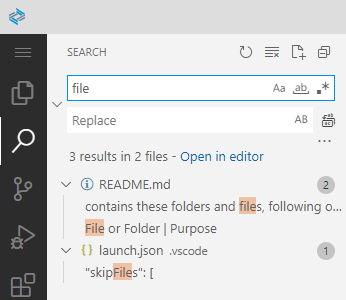 SEARCH
file
Aa ab .*
Replace
AB
...
3 results in 2 files - Open in editor
README.md 2
contains these folders and files, following o...
File or Folder | Purpose
{ } launch.json .vscode 1
"skipFiles": [